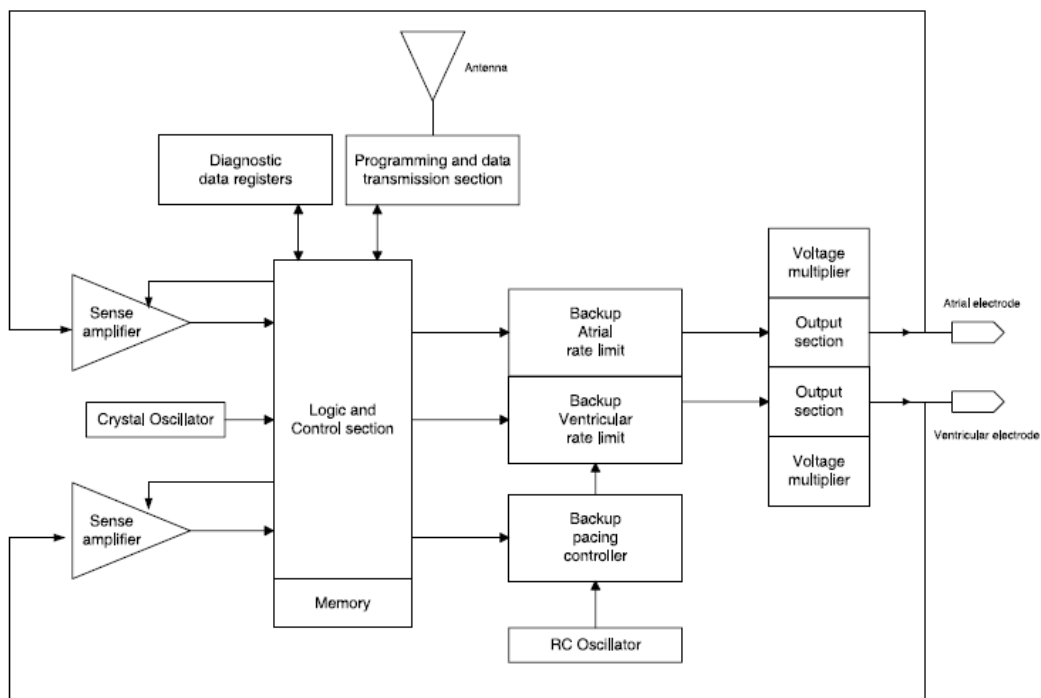 Antenna
Diagnostic
data registers
Programming and data
transmission section
Voltage
multiplier
Sense
amplifier
Backup
Atrial
rate limit
Output
section
Atrial electrode
Crystal Oscillator
Logic and
Control section
Backup
Ventricular
rate limit
Output
section
Ventricular electrode
Voltage
multiplier
Sense
amplifier
Backup
pacing
controller
Memory
RC Oscillator